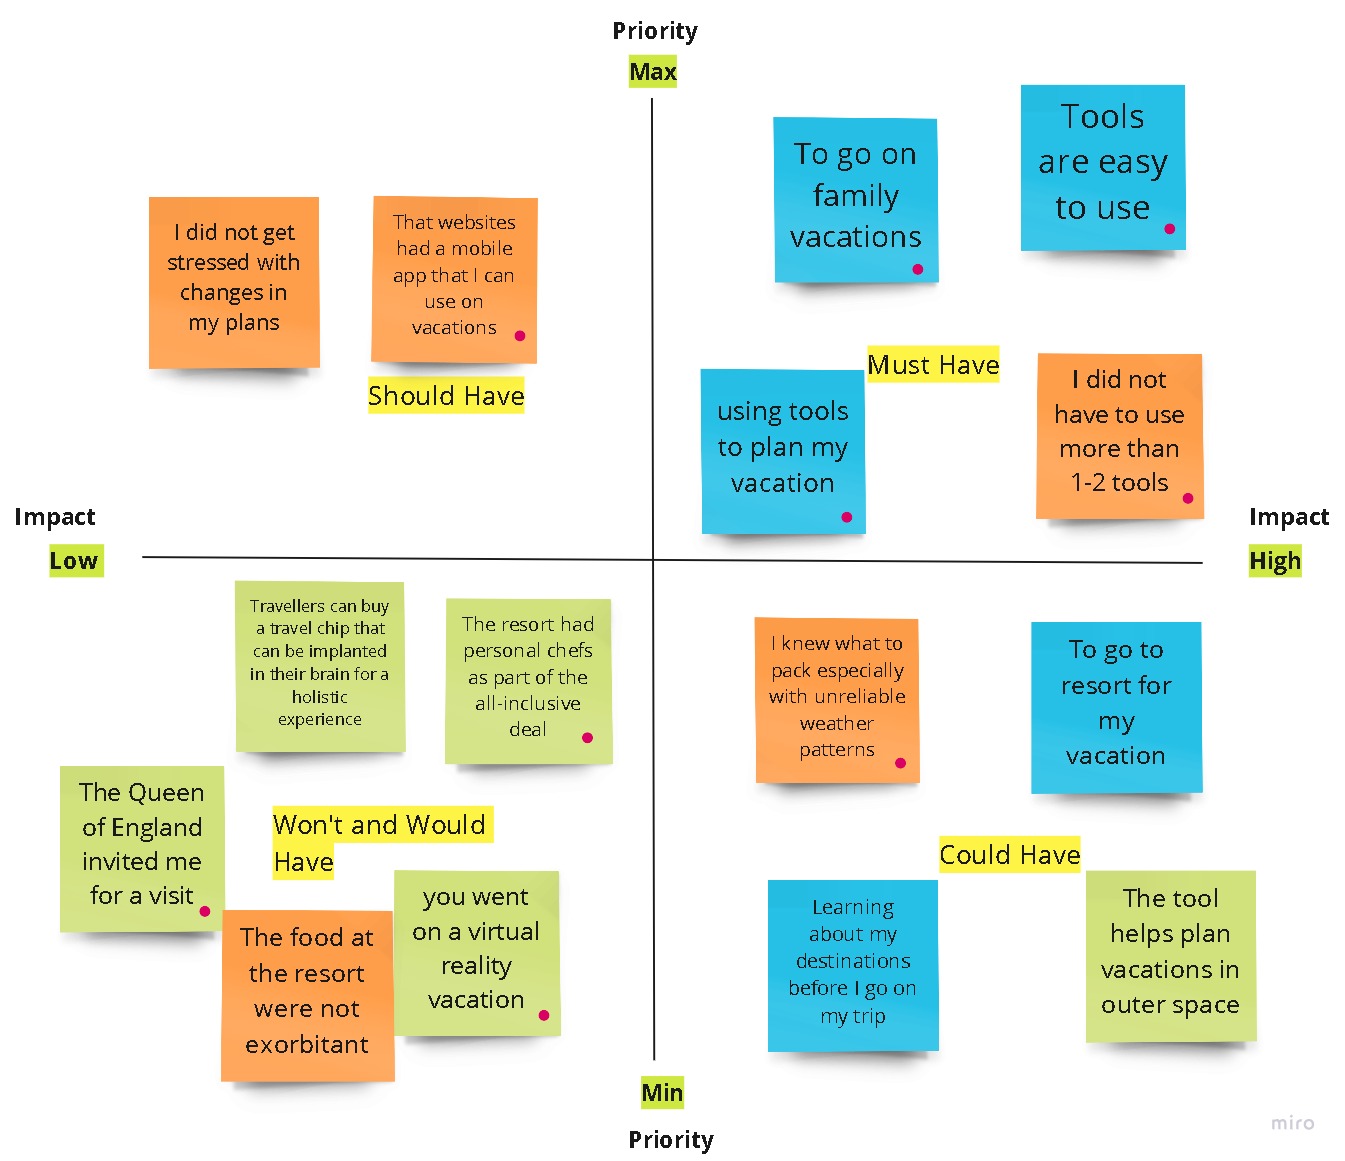 Priority
Max
I did not get
stressed with
changes in
my plans
That websites
had a mobile
app that I can
use on
vacations
Should Have
To go on
family
vacations
Tools
are easy
to use
Must Have
using tools
to plan my
vacation
I did not
have to use
more than
1-2 tools
Impact
Low
Impact
High
Travellers can buy
a travel chip that
can be implanted
in their brain for a
holistic
experience
The resort had
personal chefs
as part of the
all-inclusive
deal
The Queen
of England
invited me
for a visit
Won't and Would
Have
The food at
the resort
were not
exorbitant
you went
on a virtual
reality
vacation
I knew what to
pack especially
with unreliable
weather
patterns
To go to
resort for
my
vacation
Could Have
Learning
about my
destinations
before I go on
my trip
The tool
helps plan
vacations in
outer space
Min
Priority
miro